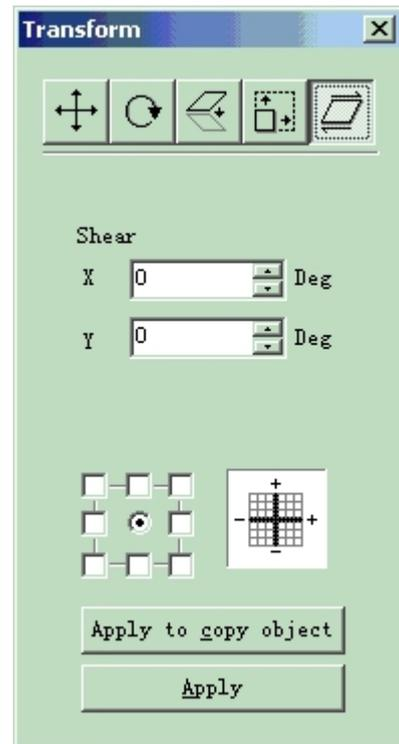 Transform
Shear
X 0 Deg
Y 0 Deg
+
- +
-
Apply to copy object
Apply